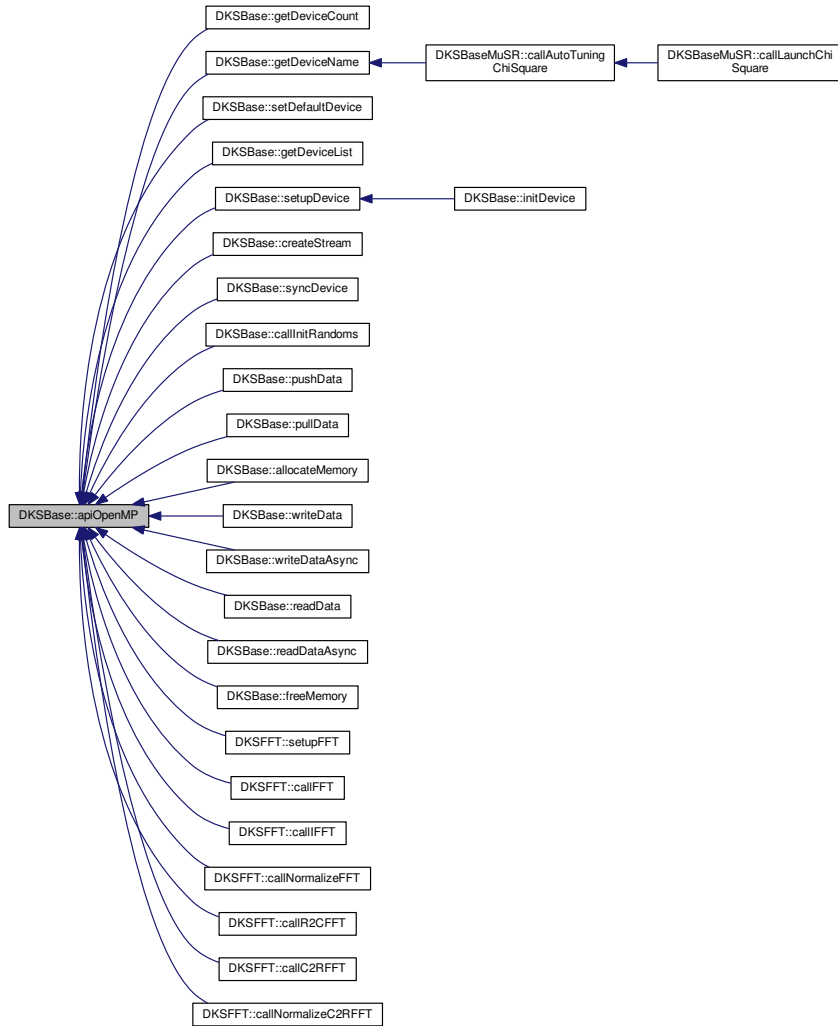 DKSBase::getDeviceCount
DKSBase::getDeviceName
DKSBaseMuSR::callAutoTuning
ChiSquare
DKSBaseMuSR::callLaunchChi
Square
DKSBase::setDefaultDevice
DKSBase::getDeviceList
DKSBase::setupDevice
DKSBase::initDevice
DKSBase::createStream
DKSBase::syncDevice
DKSBase::callInitRandoms
DKSBase::pushData
DKSBase::pullData
DKSBase::allocateMemory
DKSBase::apiOpenMP
DKSBase::writeData
DKSBase::writeDataAsync
DKSBase::readData
DKSBase::readDataAsync
DKSBase::freeMemory
DKSFFT::setupFFT
DKSFFT::callFFT
DKSFFT::callIFFT
DKSFFT::callNormalizeFFT
DKSFFT::callR2CFFT
DKSFFT::callC2RFFT
DKSFFT::callNormalizeC2RFFT